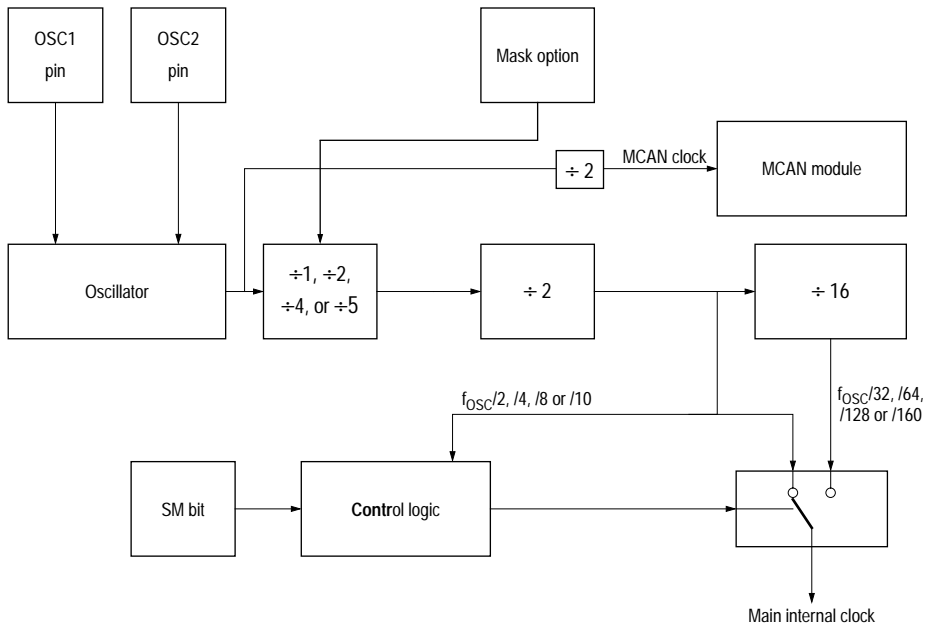 OSC1
pin
OSC2
pin
Mask option
÷ 2
MCAN clock
MCAN module
Oscillator
÷1, ÷2,
÷4, or ÷5
÷ 2
÷ 16
fOSC/2, /4, /8 or /10
fOSC/32, /64,
/128 or /160
SM bit
Control logic
Main internal clock